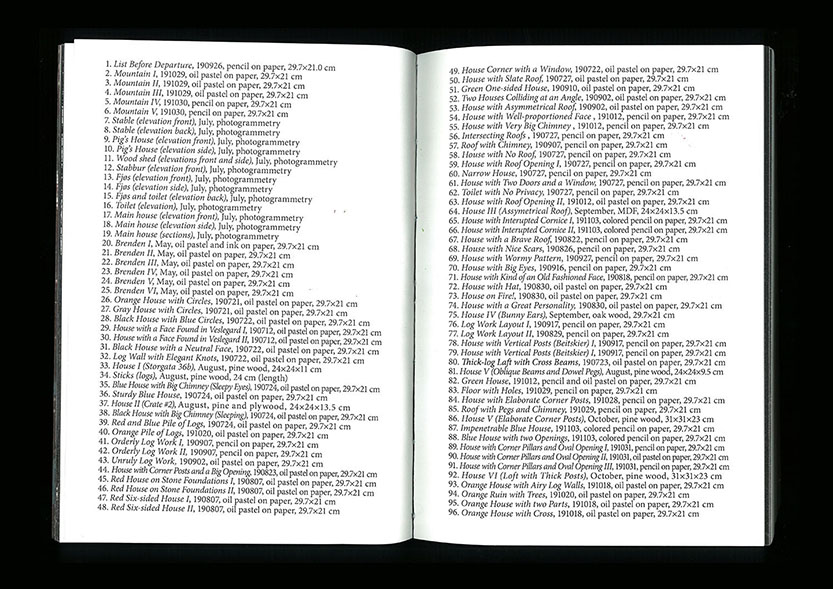 1. List Before Departure, 190926, pencil on paper, 29.7×21.0 cm
2. Mountain I, 191029, oil pastel on paper, 29.7×21 cm
3. Mountain II, 191029, oil pastel on paper, 29.7×21 cm
4. Mountain III, 191029, oil pastel on paper, 29.7×21 cm
5. Mountain IV, 191030, pencil on paper, 29.7×21 cm
6. Mountain V, 191030, pencil on paper, 29.7×21 cm
7. Stable (elevation front), July, photogrammetry
8. Stable (elevation back), July, photogrammetry
9. Pig's House (elevation front), July, photogrammetry
10. Pig's House (elevation side), July, photogrammetry
11. Wood shed (elevations front and side), July, photogrammetry
12. Stabbur (elevation front), July, photogrammetry
13. Fjøs (elevation front), July, photogrammetry
14. Fjøs (elevation side), July, photogrammetry
15. Fjøs and toilet (elevation back), July, photogrammetry
16. Toilet (elevation), July, photogrammetry
17. Main house (elevation front), July, photogrammetry
18. Main house (elevation side), July, photogrammetry
19. Main house (sections), July, photogrammetry
20. Brenden I, May, oil pastel and ink on paper, 29.7×21 cm
21. Brenden II, May, oil pastel on paper, 29.7×21 cm
22. Brenden III, May, oil pastel on paper, 29.7×21 cm
23. Brenden IV, May, oil pastel on paper, 29.7×21 cm
24. Brenden V, May, oil pastel on paper, 29.7×21 cm
25. Brenden VI, May, oil pastel on paper, 29.7×21 cm
26. Orange House with Circles, 190721, oil pastel on paper, 29.7×21 cm
27. Gray House with Circles, 190721, oil pastel on paper, 29.7×21 cm
28. Black House with Blue Circles, 190722, oil pastel on paper, 29.7×21 cm
29. House with a Face Found in Veslegard I, 190712, oil pastel on paper, 29.7×21 cm
30. House with a Face Found in Veslegard II, 190712, oil pastel on paper, 29.7×21 cm
31. Black House with a Neutral Face, 190722, oil pastel on paper, 29.7×21 cm
32. Log Wall with Elegant Knots, 190722, oil pastel on paper, 29.7×21 cm
33. House I (Storgata 36b), August, pine wood, 24×24×11 cm
34. Sticks (logs), August, pine wood, 24 cm (length)
35. Blue House with Big Chimney (Sleepy Eyes), 190724, oil pastel on paper, 29.7×21 cm
36. Sturdy Blue House, 190724, oil pastel on paper, 29.7×21 cm
37. House II (Crate #2), August, pine and plywood, 24×24×13.5 cm
38. Black House with Big Chimney (Sleeping), 190724, oil pastel on paper, 29.7×21 cm
39. Red and Blue Pile of Logs, 190724, oil pastel on paper, 29.7×21 cm
40. Orange Pile of Logs, 191020, oil pastel on paper, 29.7×21 cm
41. Orderly Log Work I, 190907, pencil on paper, 29.7×21 cm
42. Orderly Log Work II, 190907, pencil on paper, 29.7×21 cm
43. Unruly Log Work, 190902, oil pastel on paper, 29.7×21 cm
44. House with Corner Posts and a Big Opening, 190823, oil pastel on paper, 29.7×21 cm
45. Red House on Stone Foundations I, 190807, oil pastel on paper, 29.7×21 cm
46. Red House on Stone Foundations II, 190807, oil pastel on paper, 29.7×21 cm
47. Red Six-sided House I, 190807, oil pastel on paper, 29.7×21 cm
48. Red Six-sided House II, 190807, oil pastel on paper, 29.7×21 cm
49. House Corner with a Window, 190722, oil pastel on paper, 29.7×21 cm
50. House with Slate Roof, 190727, oil pastel on paper, 29.7×21 cm
51. Green One-sided House, 190910, oil pastel on paper, 29.7×21 cm
52. Two Houses Colliding at an Angle, 190902, oil pastel on paper, 29.7×21 cm
53. House with Asymmetrical Roof, 190902, oil pastel on paper, 29.7×21 cm
54. House with Well-proportioned Face , 191012, pencil on paper, 29.7×21 cm
55. House with Very Big Chimney , 191012, pencil on paper, 29.7×21 cm
56. Intersecting Roofs , 190727, pencil on paper, 29.7×21 cm
57. Roof with Chimney, 190907, pencil on paper, 29.7×21 cm
58. House with No Roof, 190727, pencil on paper, 29.7×21 cm
59. House with Roof Opening I, 190727, pencil on paper, 29.7×21 cm
60. Narrow House, 190727, pencil on paper, 29.7×21 cm
61. House with Two Doors and a Window, 190727, pencil on paper, 29.7×21 cm
62. Toilet with No Privacy, 190727, pencil on paper, 29.7×21 cm
63. House with Roof Opening II, 191012, pencil on paper, 29.7×21 cm
64. House III (Assymetrical Roof), September, MDF, 24×24×13.5 cm
65. House with Interupted Cornice I, 191103, colored pencil on paper, 29.7×21 cm
66. House with Interupted Cornice II, 191103, colored pencil on paper, 29.7×21 cm
67. House with a Brave Roof, 190822, pencil on paper, 29.7×21 cm
68. House with Nice Scars, 190826, pencil on paper, 29.7×21 cm
69. House with Wormy Pattern, 190927, pencil on paper, 29.7×21 cm
70. House with Big Eyes, 190916, pencil on paper, 29.7×21 cm
71. House with Kind of an Old Fashioned Face, 190818, pencil on paper, 29.7×21 cm
72. House with Hat, 190830, oil pastel on paper, 29.7×21 cm
73. House on Fire!, 190830, oil pastel on paper, 29.7×21 cm
74. House with a Great Personality, 190830, oil pastel on paper, 29.7×21 cm
75. House IV (Bunny Ears), September, oak wood, 29.7×21 cm
76. Log Work Layout I, 190917, pencil on paper, 29.7×21 cm
77. Log Work Layout II, 190829, pencil on paper, 29.7×21 cm
78. House with Vertical Posts (Beitskier) I, 190917, pencil on paper, 29.7×21 cm
79. House with Vertical Posts (Beitskier) I, 190917, pencil on paper, 29.7×21 cm
80. Thick-log Laft with Cross Beams, 190723, oil pastel on paper, 29.7×21 cm
81. House V (Oblique Beams and Dowel Pegs), August, pine wood, 24×24×9.5 cm
82. Green House, 191012, pencil and oil pastel on paper, 29.7×21 cm
83. Floor with Holes, 191029, pencil on paper, 29.7×21 cm
84. House with Elaborate Corner Posts, 191028, pencil on paper, 29.7×21 cm
85. Roof with Pegs and Chimney, 191029, pencil on paper, 29.7×21 cm
86. House V (Elaborate Corner Posts), October, pine wood, 31×31×23 cm
87. Impenetrable Blue House, 191103, colored pencil on paper, 29.7×21 cm
88. Blue House with two Openings, 191103, colored pencil on paper, 29.7×21 cm
89. House with Corner Pillars and Oval Opening I, 191031, pencil on paper, 29.7×21 cm
90. House with Corner Pillars and Oval Opening II, 191031, pencil on paper, 29.7×21 cm
91. House with Corner Pillars and Oval Opening III, 191031, pencil on paper, 29.7×21 cm
92. House VI (Loft with Thick Posts), October, pine wood, 31×31×23 cm
93. Orange House with Airy Log Walls, 191018, oil pastel on paper, 29.7×21 cm
94. Orange Ruin with Trees, 191020, oil pastel on paper, 29.7×21 cm
95. Orange House with two Parts, 191018, oil pastel on paper, 29.7×21 cm
96. Orange House with Cross, 191018, oil pastel on paper, 29.7×21 cm